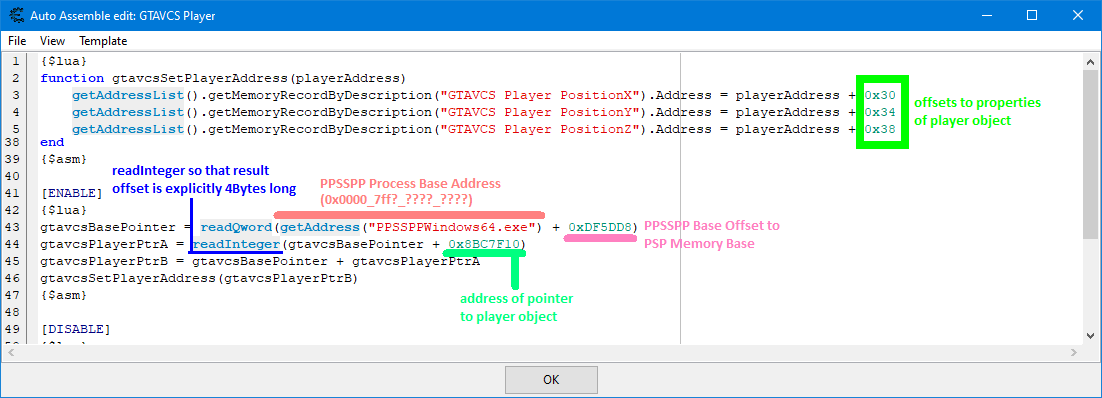 Auto Assemble edit: GTAVCS Player
File View Template
1 {$lua}
2 function gtavcsSetPlayerAddress(playerAddress)
3 getAddressList().getMemoryRecordByDescription("GTAVCS Player PositionX").Address = playerAddress + 0x30
4 getAddressList().getMemoryRecordByDescription("GTAVCS Player PositionY").Address = playerAddress + 0x34
5 getAddressList().getMemoryRecordByDescription("GTAVCS Player PositionZ").Address = playerAddress + 0x38
offsets to properties
of player object
38 end
39 {$asm}
40
readInteger so that result
offset is explicitly 4Bytes long
PPSSPP Process Base Address
(0x0000_7ff?_????_????)
41 [ENABLE]
42 {$lua}
43 gtavcsBasePointer = readQword(getAddress("PPSSPPWindows64.exe") + 0xDF5DD8)
PPSSPP Base Offset to
PSP Memory Base
44 gtavcsPlayerPtrA = readInteger(gtavcsBasePointer + 0x8BC7F10)
45 gtavcsPlayerPtrB = gtavcsBasePointer + gtavcsPlayerPtrA
46 gtavcsSetPlayerAddress(gtavcsPlayerPtrB)
47 {$asm}
address of pointer
to player object
48
49 [DISABLE]
OK